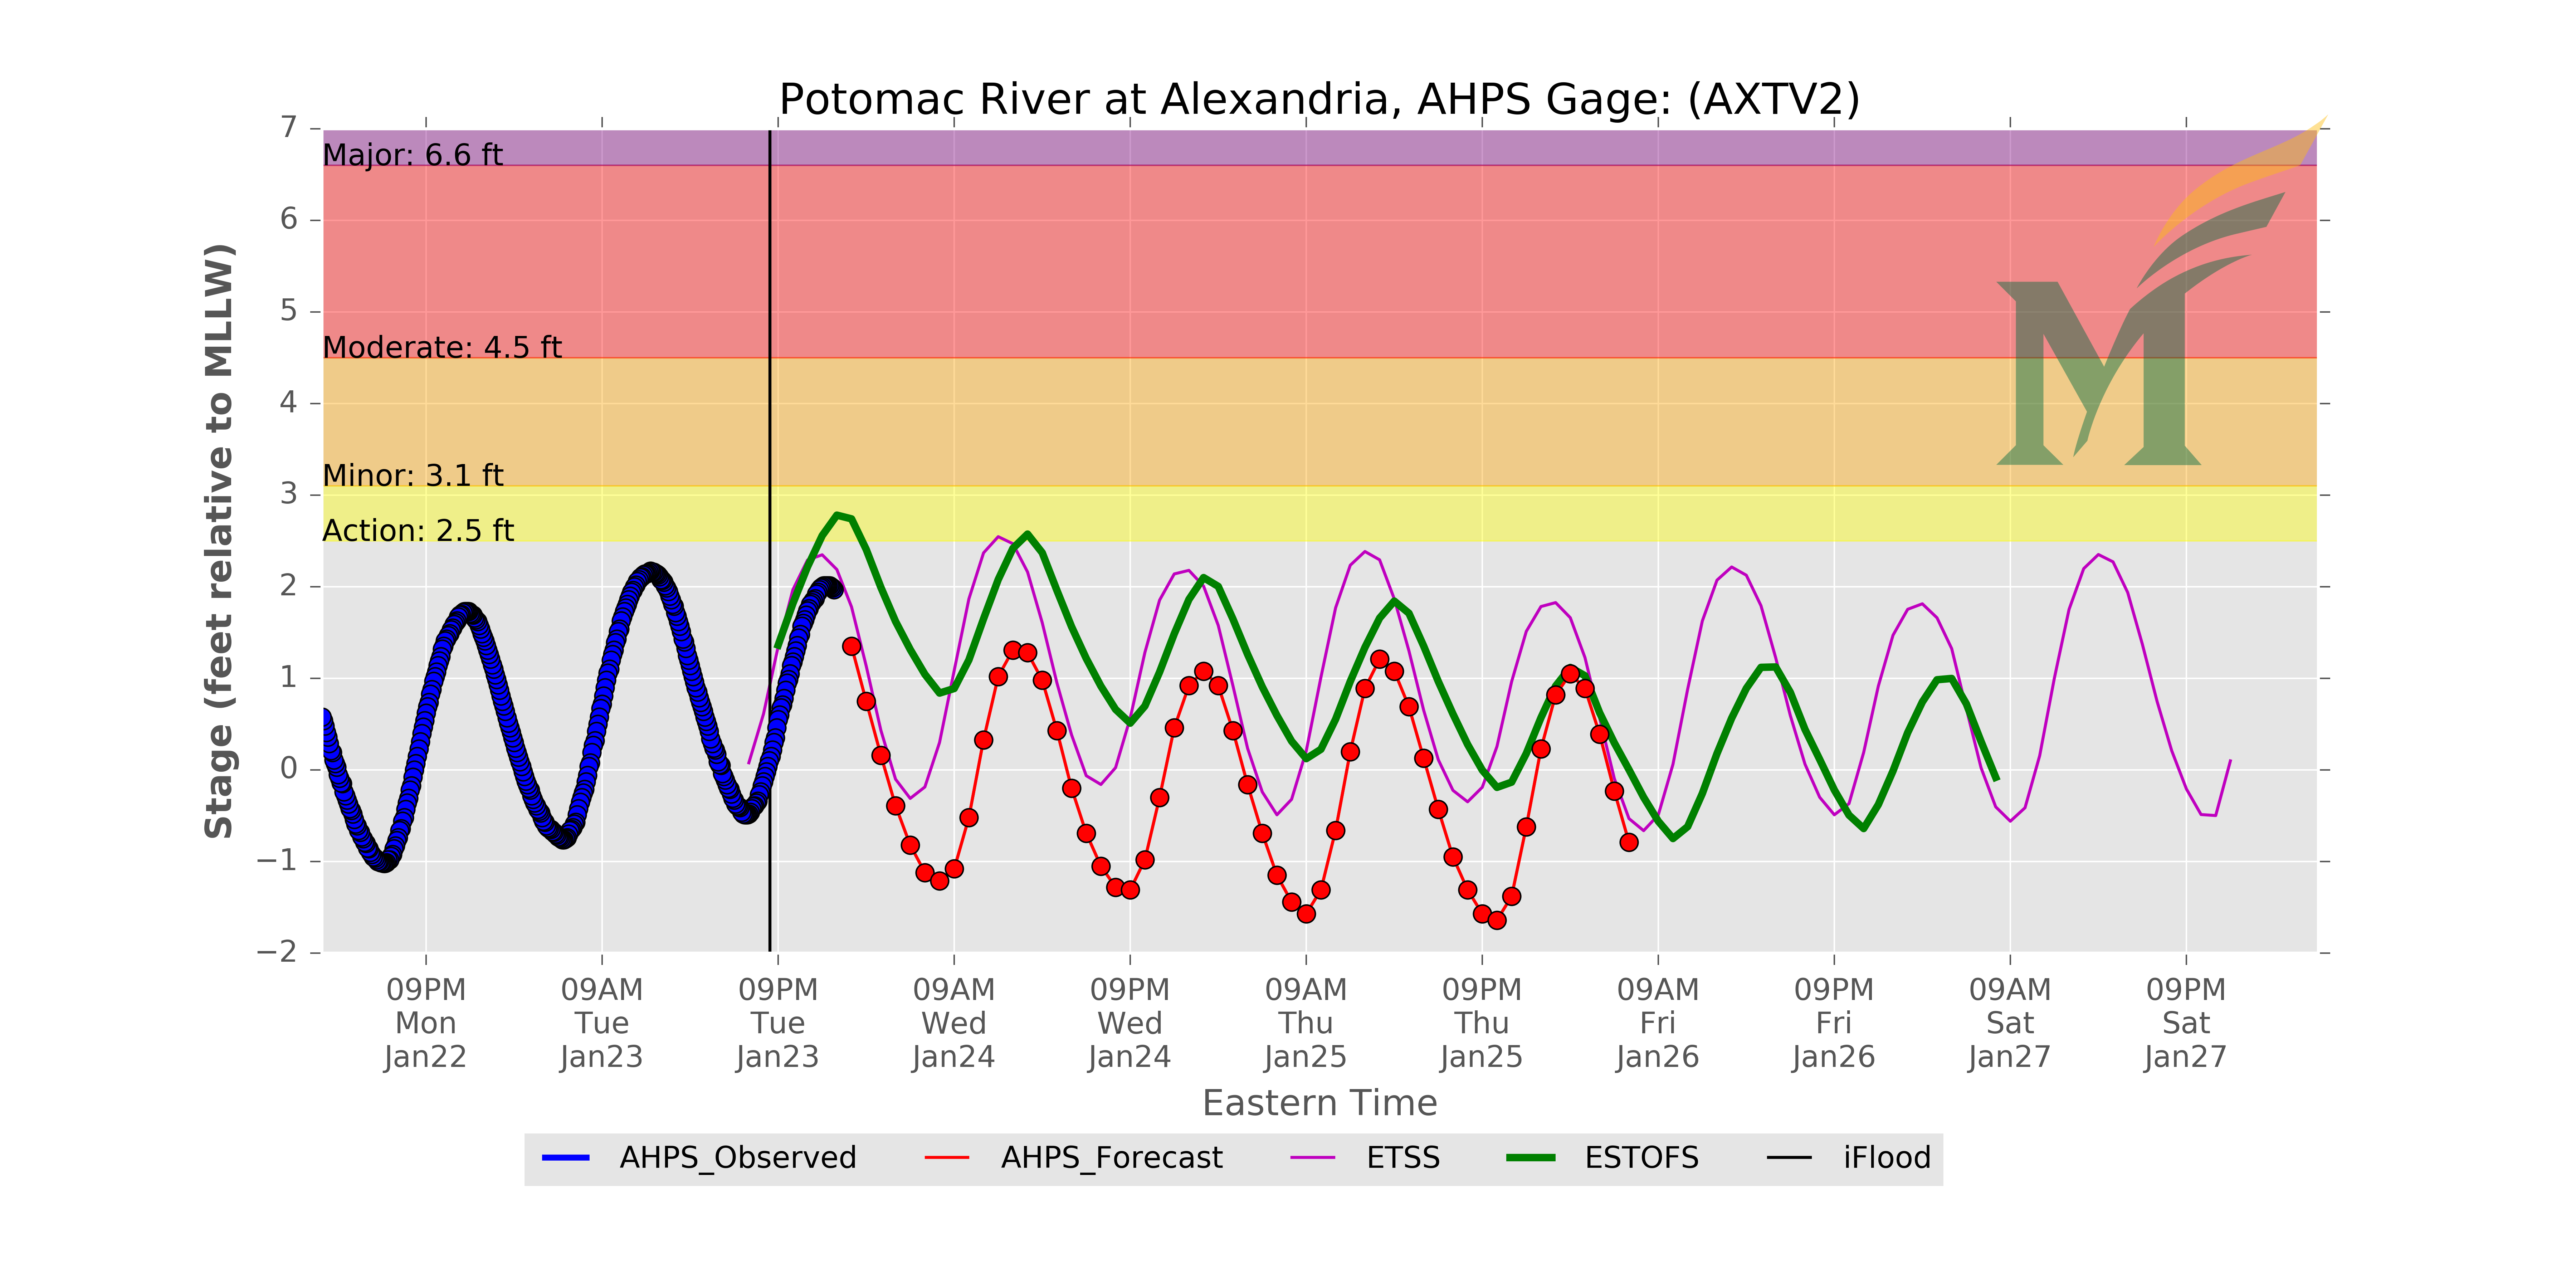 Potomac River at Alexandria, AHPS Gage: (AXTV2)
Stage (feet relative to MLLW)
7
6
5
4
3
2
1
0
−1
−2
Major: 6.6 ft
Moderate: 4.5 ft
Minor: 3.1 ft
Action: 2.5 ft
09PM 09AM 09PM 09AM 09PM 09AM 09PM 09AM 09PM 09AM 09PM
Mon Tue Tue Wed Wed Thu Thu Fri Fri Sat Sat
Jan22 Jan23 Jan23 Jan24 Jan24 Jan25 Jan25 Jan26 Jan26 Jan27 Jan27
Eastern Time
AHPS_Observed AHPS_Forecast ETSS ESTOFS iFlood